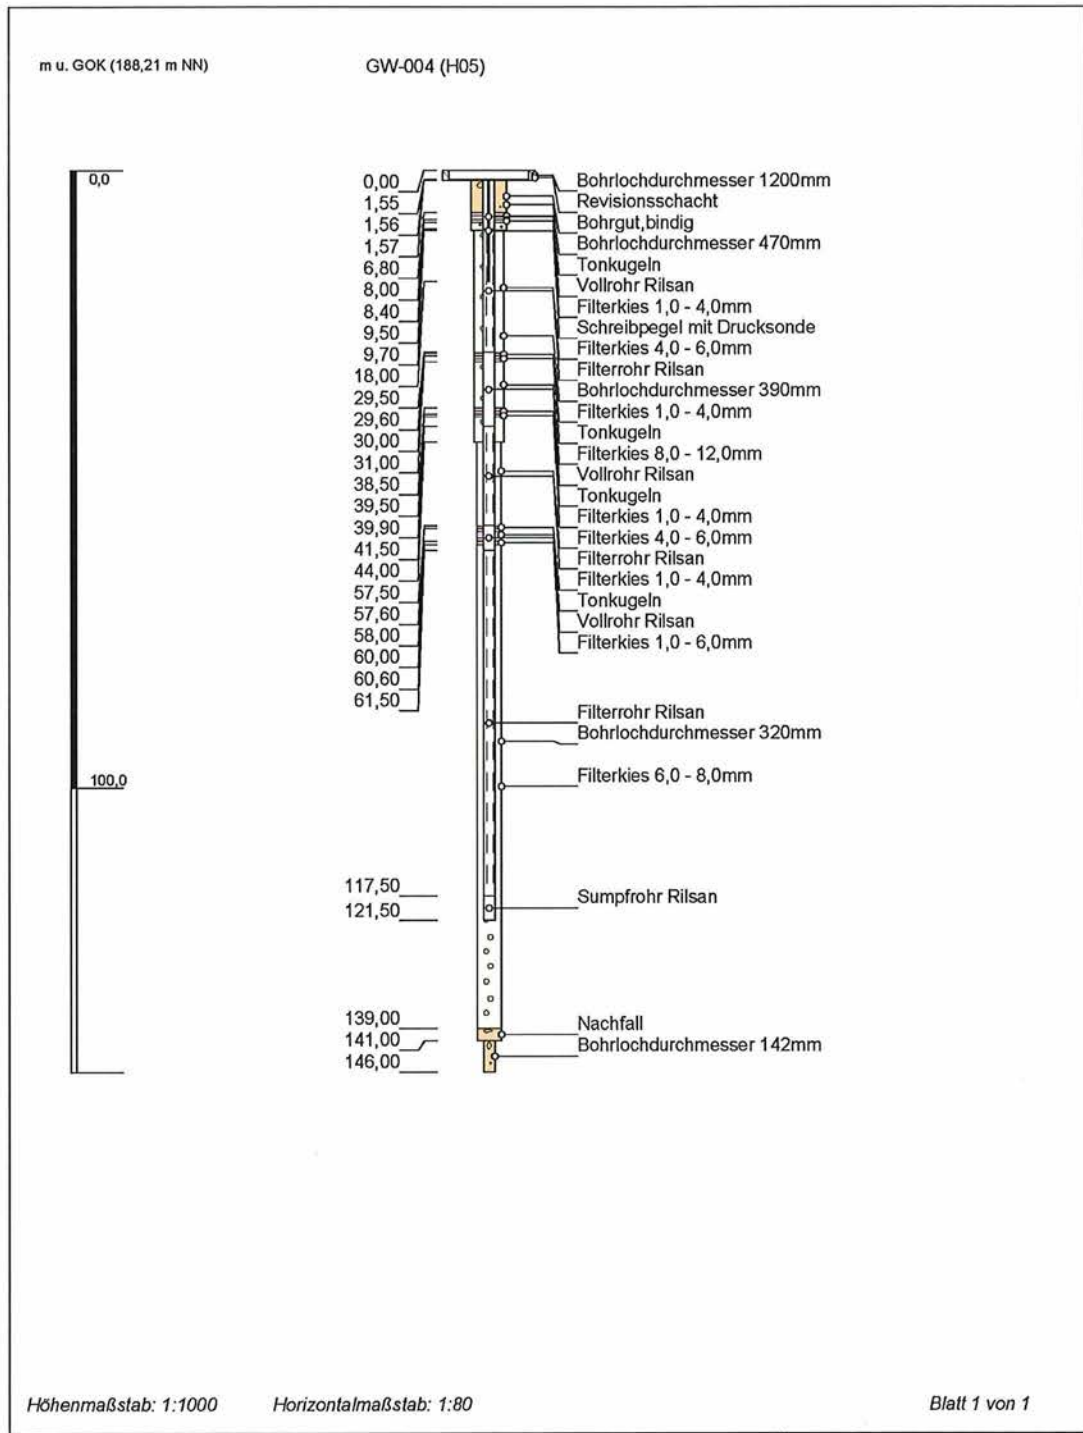 m u. GOK (188,21 m NN)
GW-004 (H05)
0,0
100,0
0,00
1,55
1,56
1,57
6,80
8,00
8,40
9,50
9,70
18,00
29,50
29,60
30,00
31,00
38,50
39,50
39,90
41,50
44,00
57,50
57,60
58,00
60,00
60,60
61,50
117,50
121,50
139,00
141,00
146,00
Bohrlochdurchmesser 1200mm
Revisionsschacht
Bohrgut,bindig
Bohrlochdurchmesser 470mm
Tonkugeln
Vollrohr Rilsan
Filterkies 1,0 - 4,0mm
Schreibpegel mit Drucksonde
Filterkies 4,0 - 6,0mm
Filterrohr Rilsan
Bohrlochdurchmesser 390mm
Filterkies 1,0 - 4,0mm
Tonkugeln
Filterkies 8,0 - 12,0mm
Vollrohr Rilsan
Tonkugeln
Filterkies 1,0 - 4,0mm
Filterkies 4,0 - 6,0mm
Filterrohr Rilsan
Filterkies 1,0 - 4,0mm
Tonkugeln
Vollrohr Rilsan
Filterkies 1,0 - 6,0mm
Filterrohr Rilsan
Bohrlochdurchmesser 320mm
Filterkies 6,0 - 8,0mm
Sumpfrohr Rilsan
Nachfall
Bohrlochdurchmesser 142mm
Höhenmaßstab: 1:1000
Horizontalmaßstab: 1:80
Blatt 1 von 1